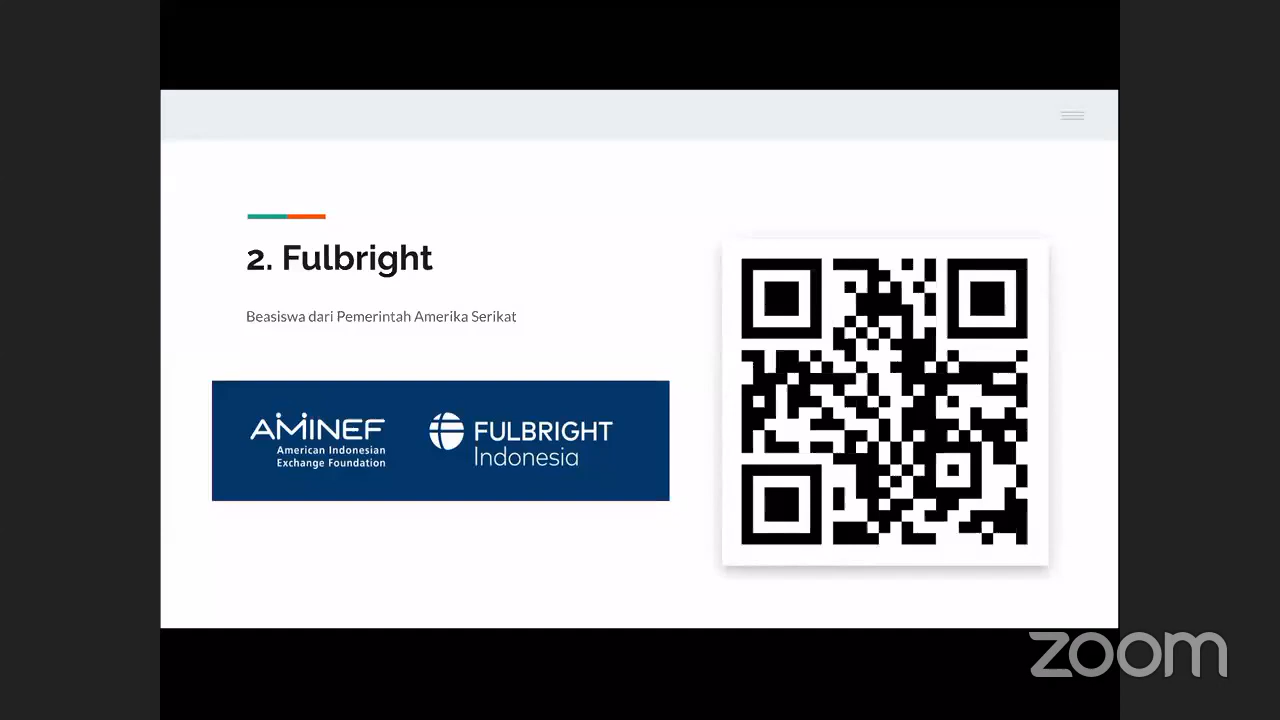 2. Fulbright
Beasiswa dari Pemerintah Amerika Serikat
AMINEF
American Indonesian
Exchange Foundation
FULBRIGHT
Indonesia
zoom